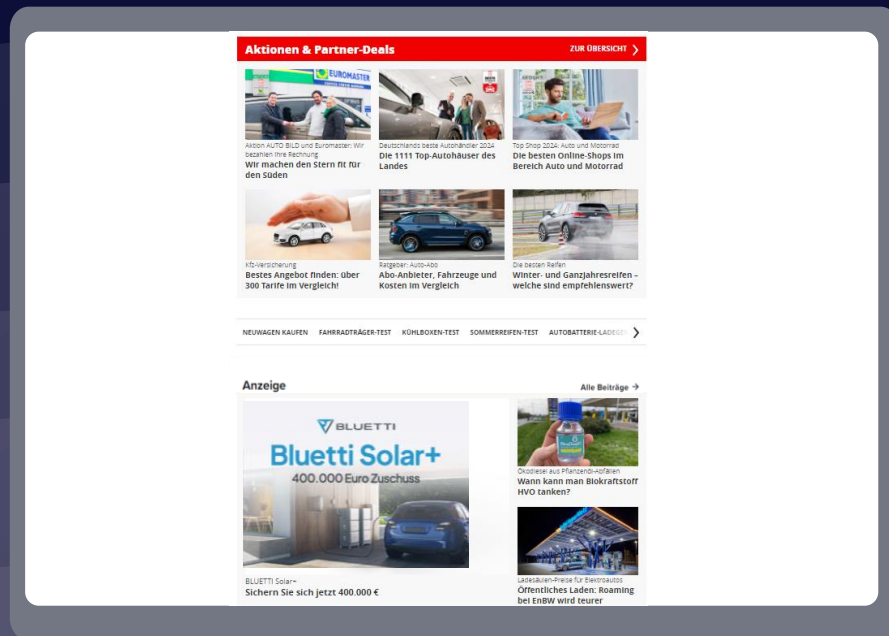 Aktionen & Partner-Deals
ZUR ÜBERSICHT
EUROMASTER
Aktion AUTO BILD und Euromaster: Wir
bezahlen Ihre Rechnung
Wir machen den Stern fit für
den Süden
Deutschlands beste Autohändler 2024
Die 1111 Top-Autohäuser des
Landes
Top Shop 2024: Auto und Motorrad
Die besten Online-Shops im
Bereich Auto und Motorrad
Kfz-Versicherung
Bestes Angebot finden: über
300 Tarife im Vergleich!
Ratgeber: Auto-Abo
Abo-Anbieter, Fahrzeuge und
Kosten im Vergleich
Die besten Reifen
Winter- und Ganzjahresreifen –
welche sind empfehlenswert?
NEUWAGEN KAUFEN FAHRRADTRÄGER-TEST KÜHLBOXEN-TEST SOMMERREIFEN-TEST AUTOBATTERIE-LADEGER
Anzeige
Alle Beiträge →
BLUETTI
Bluetti Solar+
400.000 Euro Zuschuss
BLUETTI Solar+
Sichern Sie sich jetzt 400.000 €
Ökodiesel aus Pflanzenöl-Abfällen
Wann kann man Biokraftstoff
HVO tanken?
Ladesäulen-Preise für Elektroautos
Öffentliches Laden: Roaming
bei EnBW wird teurer